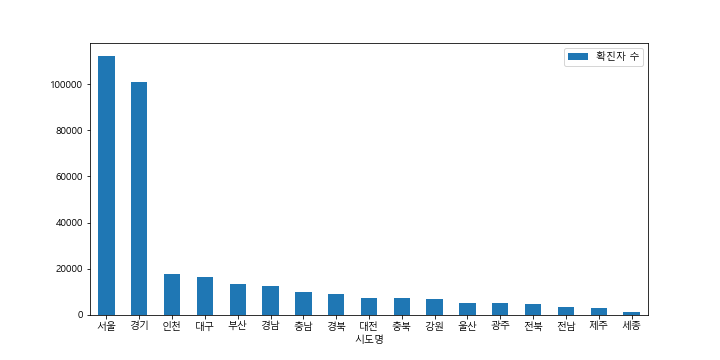 확진자 수
100000
80000
60000
40000
20000
0
서울 경기 인천 대구 부산 경남 충남 경북 대전 충북 강원 울산 광주 전북 전남 제주 세종
시도명